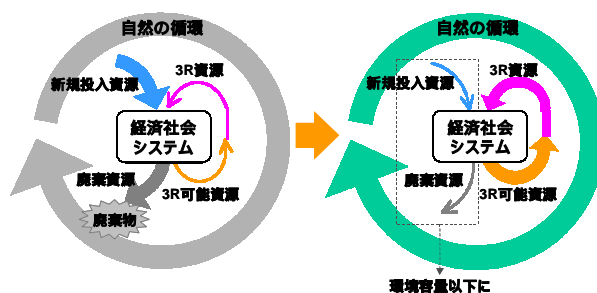 自然の循環
新規投入資源
3R資源
経済社会
システム
廃棄資源
3R可能資源
廃棄物
自然の循環
新規投入資源
3R資源
経済社会
システム
廃棄資源
3R可能資源
環境容量以下に